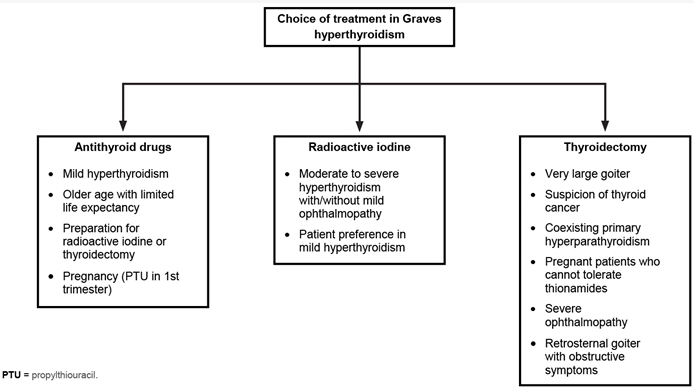 Choice of treatment in Graves
hyperthyroidism
Antithyroid drugs
• Mild hyperthyroidism
• Older age with limited
life expectancy
• Preparation for
radioactive iodine or
thyroidectomy
• Pregnancy (PTU in 1st
trimester)
Radioactive iodine
• Moderate to severe
hyperthyroidism
with/without mild
ophthalmopathy
• Patient preference in
mild hyperthyroidism
Thyroidectomy
• Very large goiter
• Suspicion of thyroid
cancer
• Coexisting primary
hyperparathyroidism
• Pregnant patients who
cannot tolerate
thionamides
• Severe
ophthalmopathy
• Retrosternal goiter
with obstructive
symptoms
PTU = propylthiouracil.